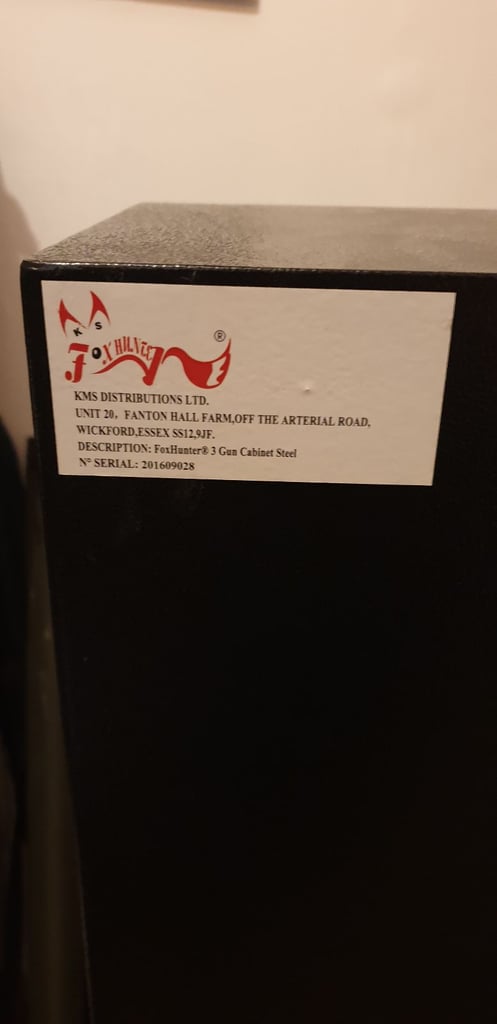 K S
FOXHUNTER ®
KMS DISTRIBUTIONS LTD.
UNIT 20, FANTON HALL FARM,OFF THE ARTERIAL ROAD,
WICKFORD,ESSEX SS12,9JF.
DESCRIPTION: FoxHunter® 3 Gun Cabinet Steel
N° SERIAL: 201609028